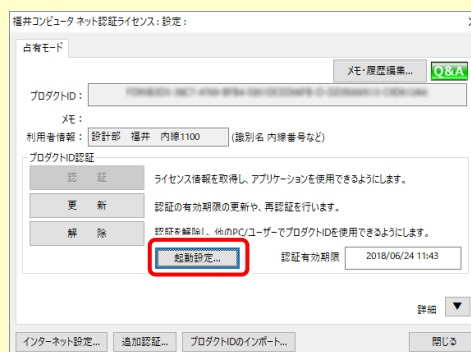 福井コンピュータ ネット認証ライセンス：設定：
占有モード
メモ・履歴編集... Q&A
プロダクトID：
メモ：
利用者情報： 設計部 福井 内線1100 (識別名 内線番号など)
プロダクトID認証
認 証 ライセンス情報を取得し、アプリケーションを使用できるようにします。
更 新 認証の有効期限の更新や、再認証を行います。
解 除 認証を解除し、他のPC/ユーザーでプロダクトIDを使用できるようにします。
起動設定... 認証有効期限 2018/06/24 11:43
詳細 ▼
インターネット設定... 追加認証... プロダクトIDのインポート... 閉じる